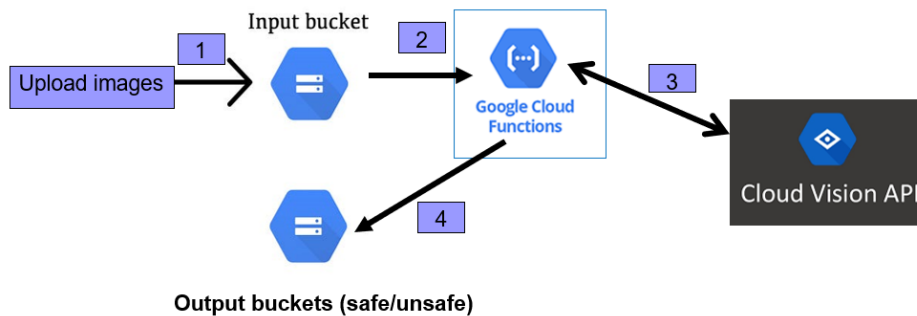 Input bucket
1
2
Upload images
Google Cloud
Functions
3
Cloud Vision API
4
Output buckets (safe/unsafe)